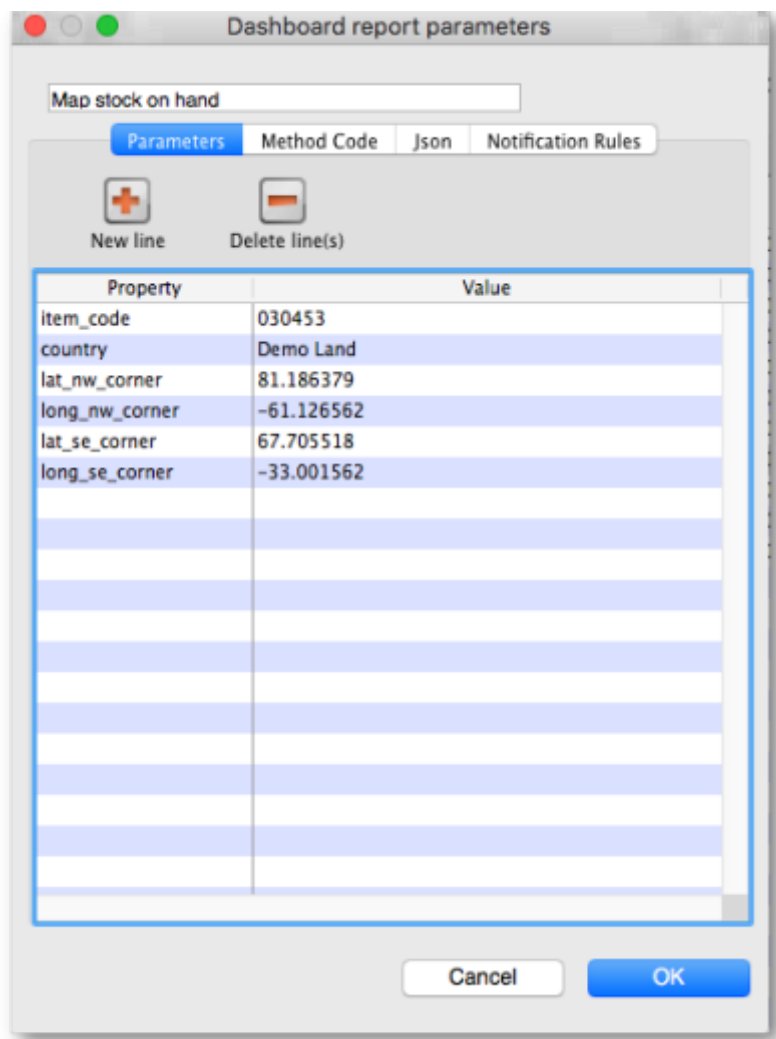 Dashboard report parameters
Map stock on hand
Parameters Method Code Json Notification Rules
New line Delete line(s)
Property Value
item_code 030453
country Demo Land
lat_nw_corner 81.186379
long_nw_corner -61.126562
lat_se_corner 67.705518
long_se_corner -33.001562
Cancel OK